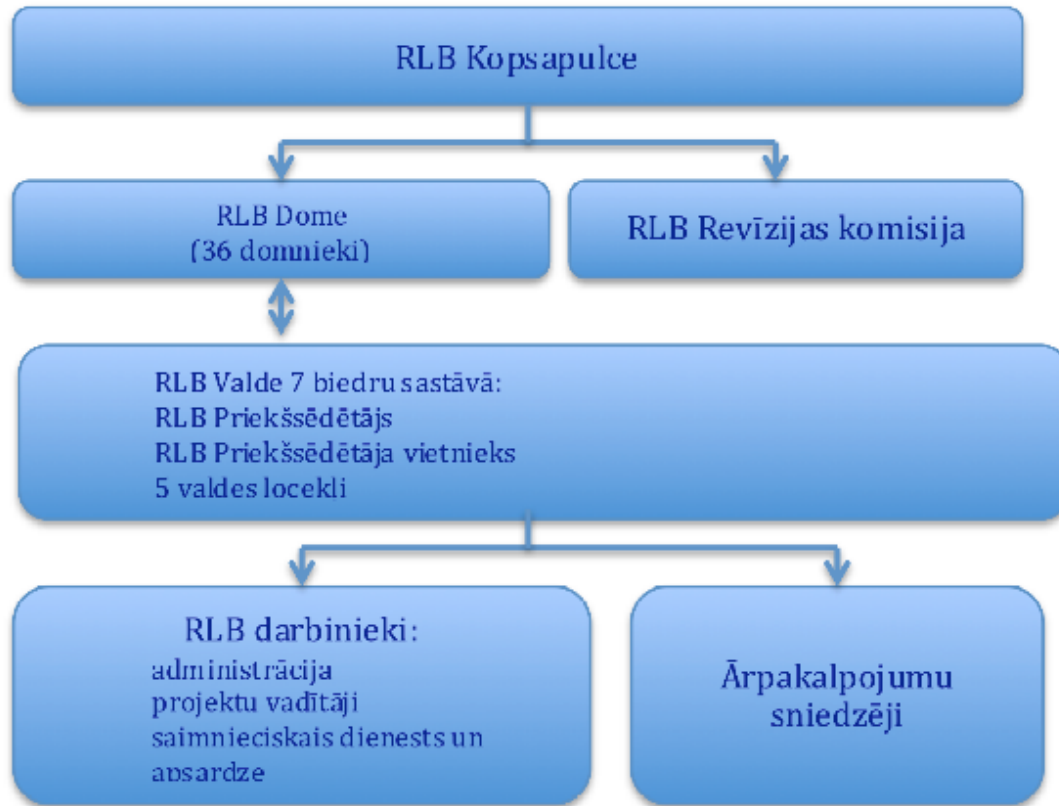 RLB Kopsapulce
RLB Dome
(36 domnieki)
RLB Revīzijas komisija
RLB Valde 7 biedru sastāvā:
RLB Priekšsēdētājs
RLB Priekšsēdētāja vietnieks
5 valdes locekli
RLB darbinieki:
administrācija
projektu vadītāji
saimnieciskais dienests un
apsardze
Ārpakalpojumu
sniedzēji